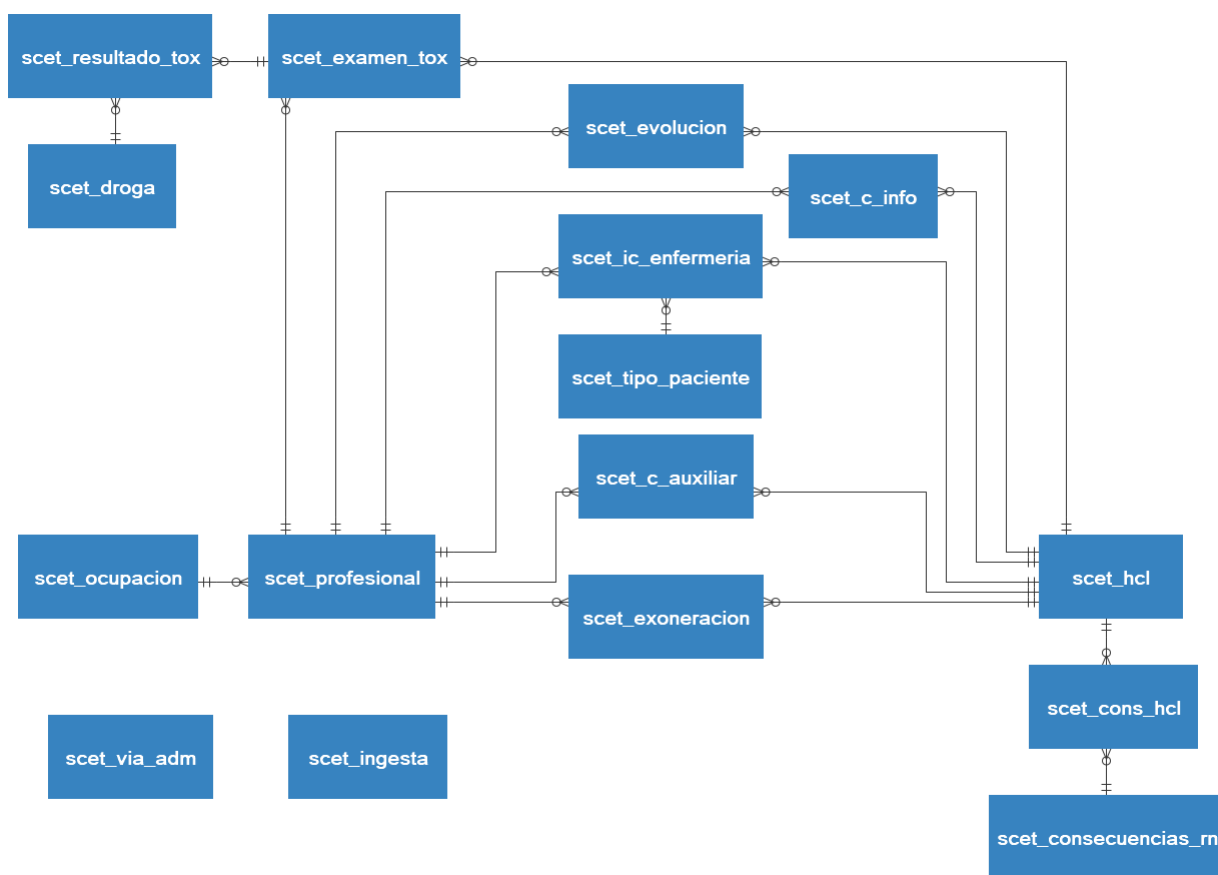 scet_resultado_tox
scet_examen_tox
scet_evolucion
scet_droga
scet_c_info
scet_ic_enfermeria
scet_tipo_paciente
scet_c_auxiliar
scet_ocupacion
scet_profesional
scet_hcl
scet_exoneracion
scet_cons_hcl
scet_via_adm
scet_ingesta
scet_consecuencias_rn